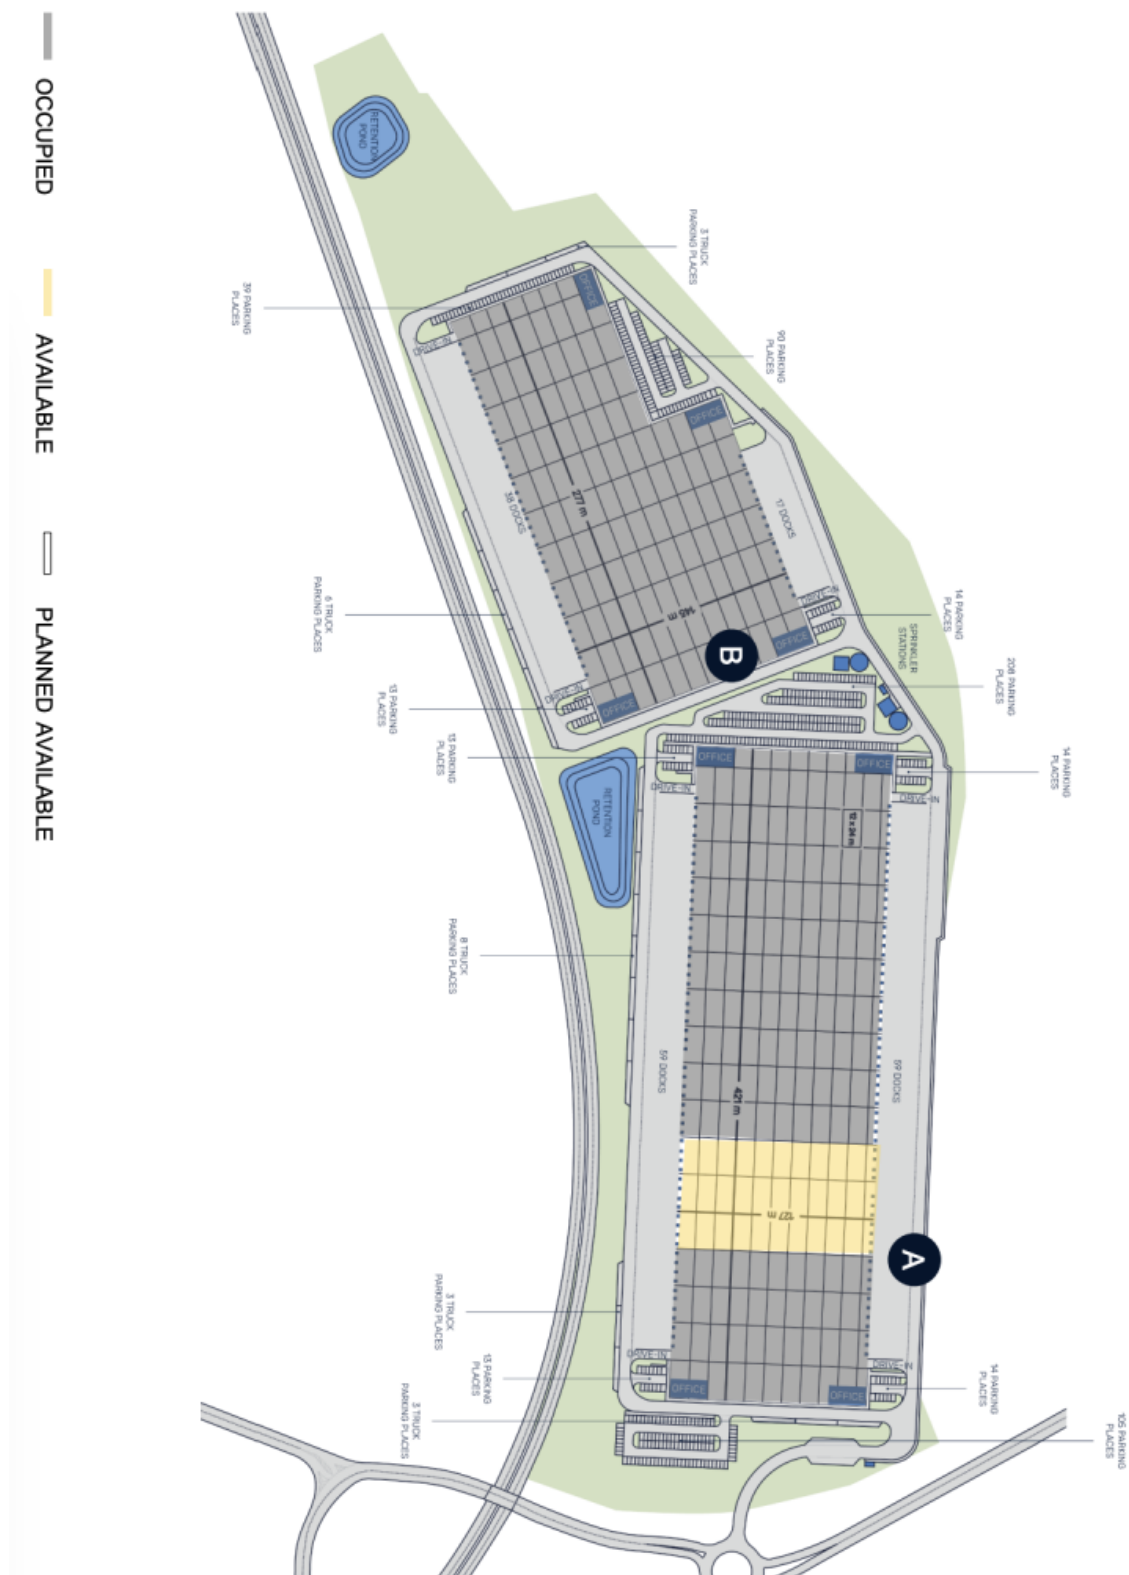 OCCUPIED
AVAILABLE
PLANNED AVAILABLE
RETENTION
POND
3 TRUCK
PARKING PLACES
39 PARKING
PLACES
OFFICE
DRIVE-IN
90 PARKING
PLACES
OFFICE
277 m
38 DOCKS
17 DOCKS
145 m
DRIVE-IN
14 PARKING
PLACES
SPRINKLER
STATIONS
6 TRUCK
PARKING PLACES
B
OFFICE
208 PARKING
PLACES
DRIVE-IN
OFFICE
13 PARKING
PLACES
13 PARKING
PLACES
OFFICE
OFFICE
14 PARKING
PLACES
DRIVE-IN
DRIVE-IN
RETENTION
POND
12 x 24 m
8 TRUCK
PARKING PLACES
59 DOCKS
421 m
59 DOCKS
127 m
A
3 TRUCK
PARKING PLACES
DRIVE-IN
DRIVE-IN
13 PARKING
PLACES
OFFICE
OFFICE
14 PARKING
PLACES
3 TRUCK
PARKING PLACES
105 PARKING
PLACES